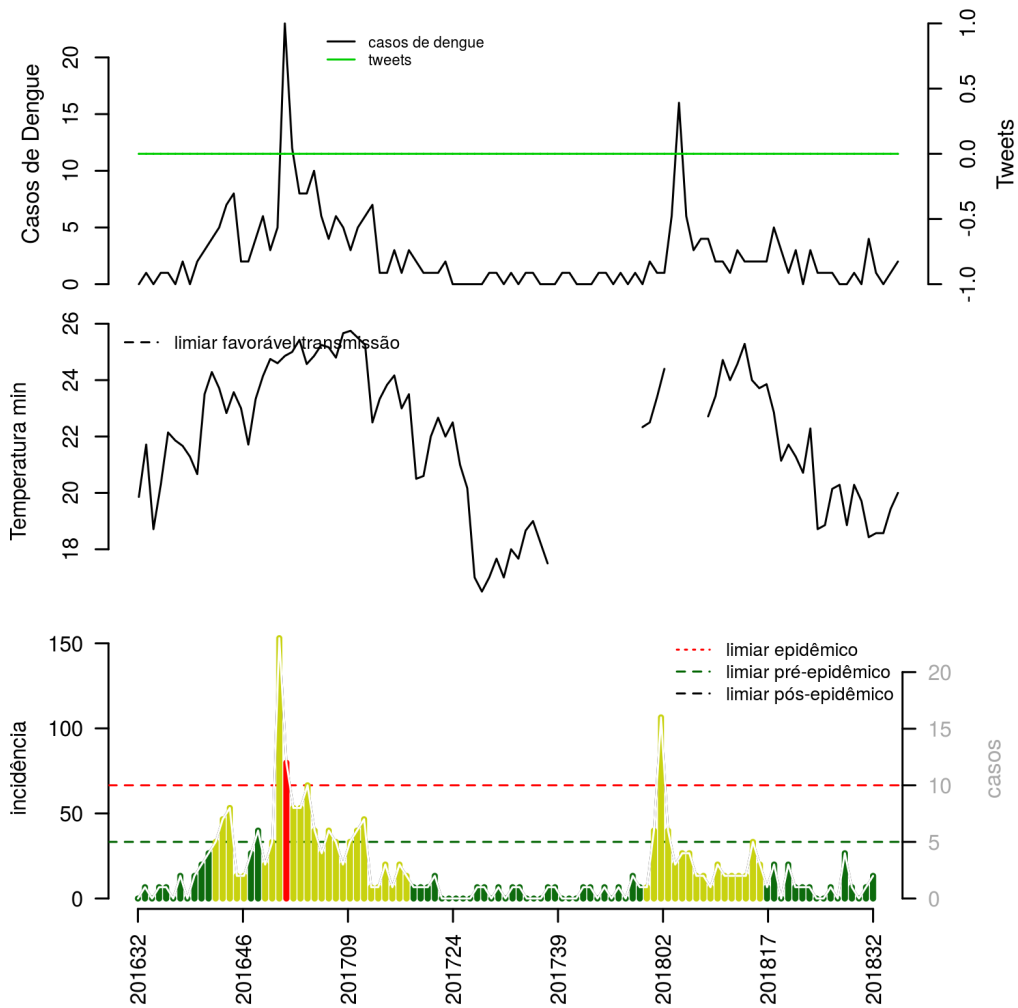 casos de dengue
tweets
Casos de Dengue
0
5
10
15
20
Tweets
-1.0
-0.5
0.0
0.5
1.0
limiar favorável transmissão
Temperatura min
18
20
22
24
26
limiar epidêmico
limiar pré-epidêmico
limiar pós-epidêmico
incidência
0
50
100
150
casos
0
5
10
15
20
201632
201646
201709
201724
201739
201802
201817
201832